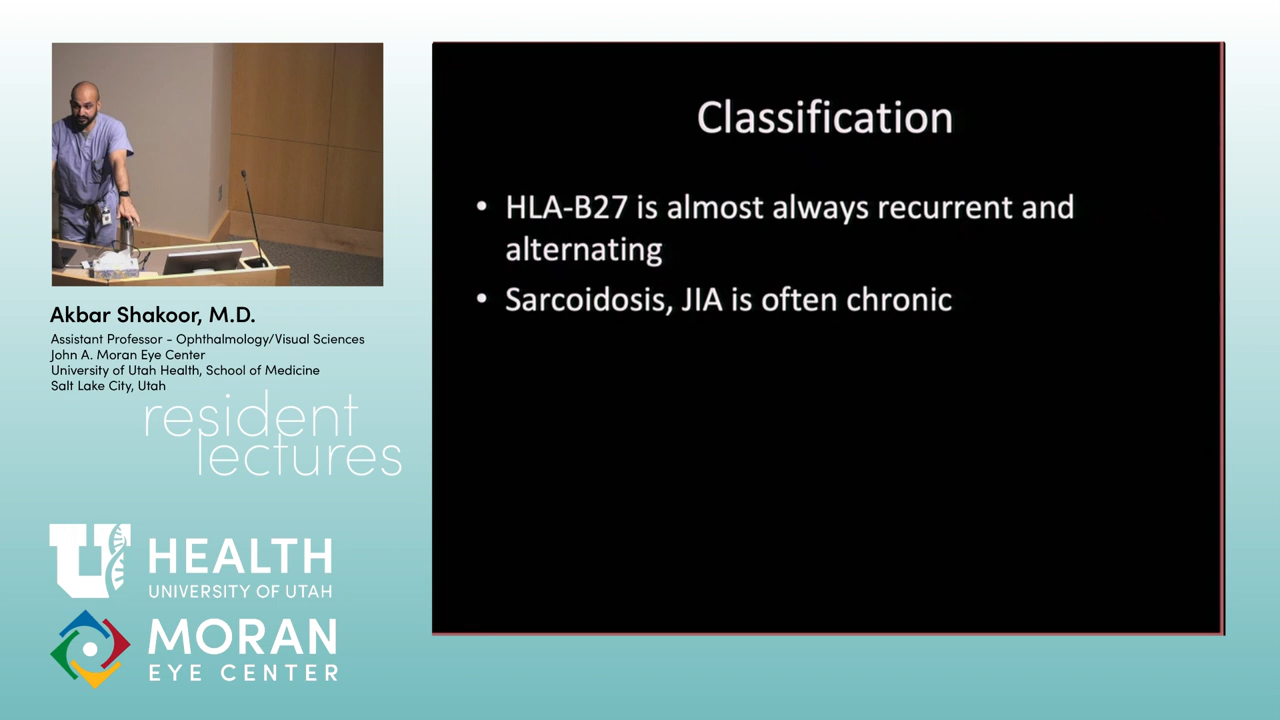 Classification
• HLA-B27 is almost always recurrent and
alternating
• Sarcoidosis, JIA is often chronic
Akbar Shakoor, M.D.
Assistant Professor - Ophthalmology/Visual Sciences
John A. Moran Eye Center
University of Utah Health, School of Medicine
Salt Lake City, Utah
resident
lectures
U HEALTH
UNIVERSITY OF UTAH
MORAN
EYE CENTER